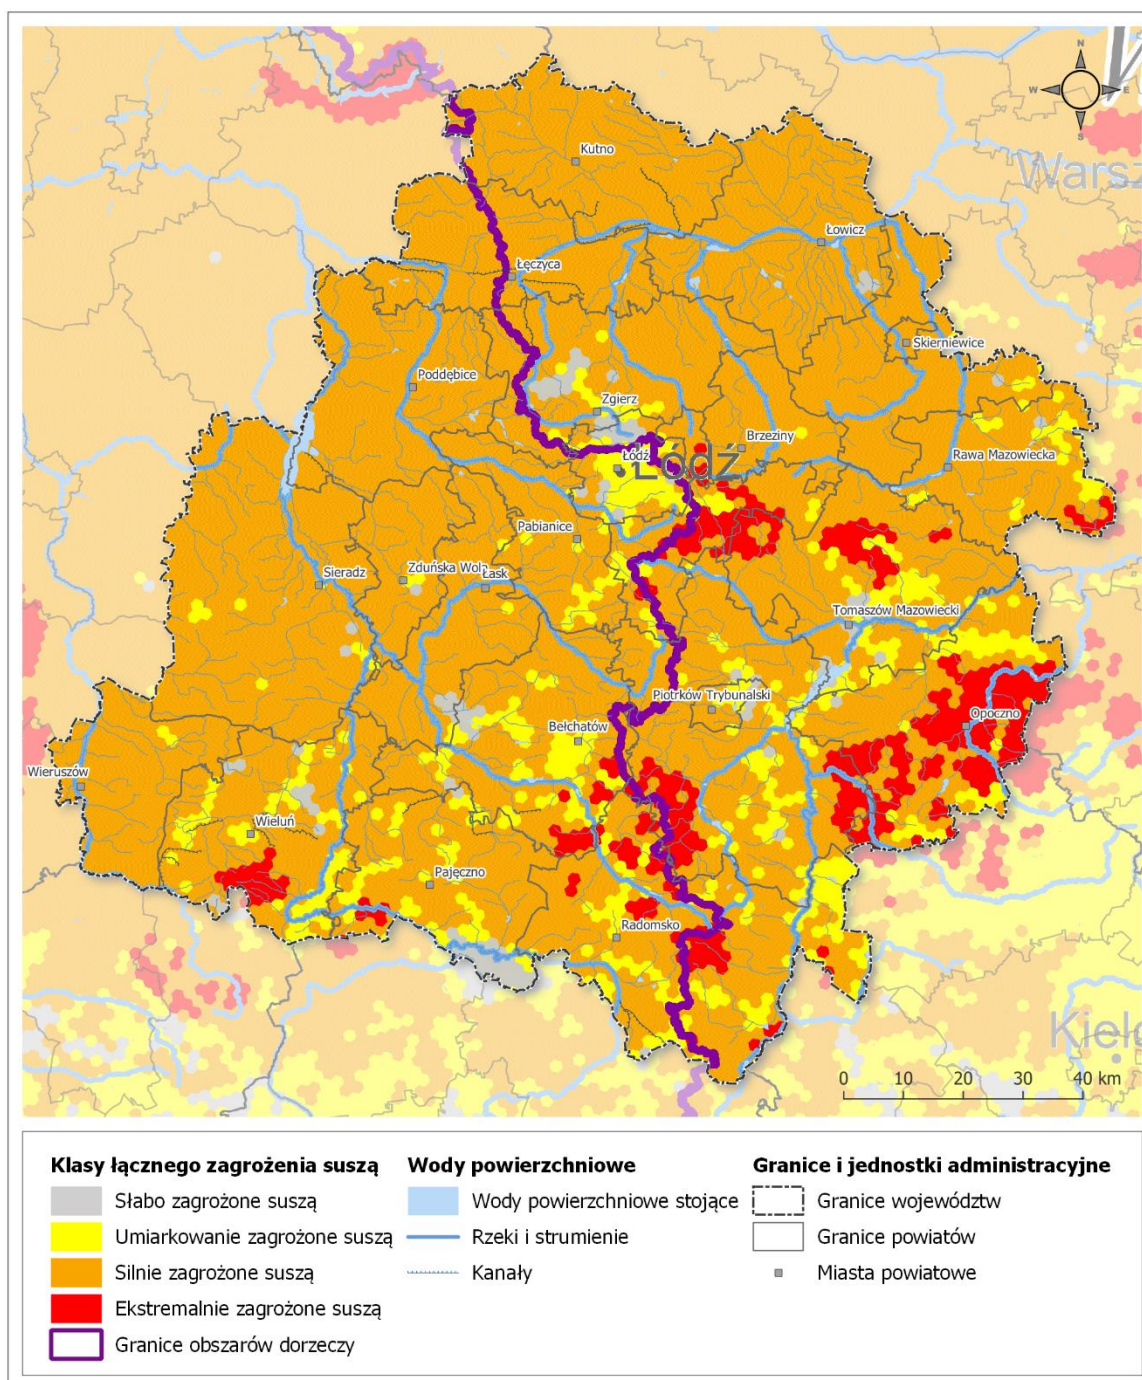 N
W
E
S
Warsz
Kutno
Łowicz
Łęczyca
Skierniewice
Poddębice
Zgierz
Brzeziny
Łódź
Łódź
Rawa Mazowiecka
Pabianice
Zduńska Wola
Łask
Sieradz
Tomaszów Mazowiecki
Piotrków Trybunalski
Opoczno
Bełchatów
Wieruszów
Wieluń
Pajęczno
Radomsko
Kiel
0 10 20 30 40 km
Klasy łącznego zagrożenia suszą
Słabo zagrożone suszą
Umiarkowanie zagrożone suszą
Silnie zagrożone suszą
Ekstremalnie zagrożone suszą
Granice obszarów dorzeczy
Wody powierzchniowe
Wody powierzchniowe stojące
Rzeki i strumienie
Kanały
Granice i jednostki administracyjne
Granice województw
Granice powiatów
Miasta powiatowe